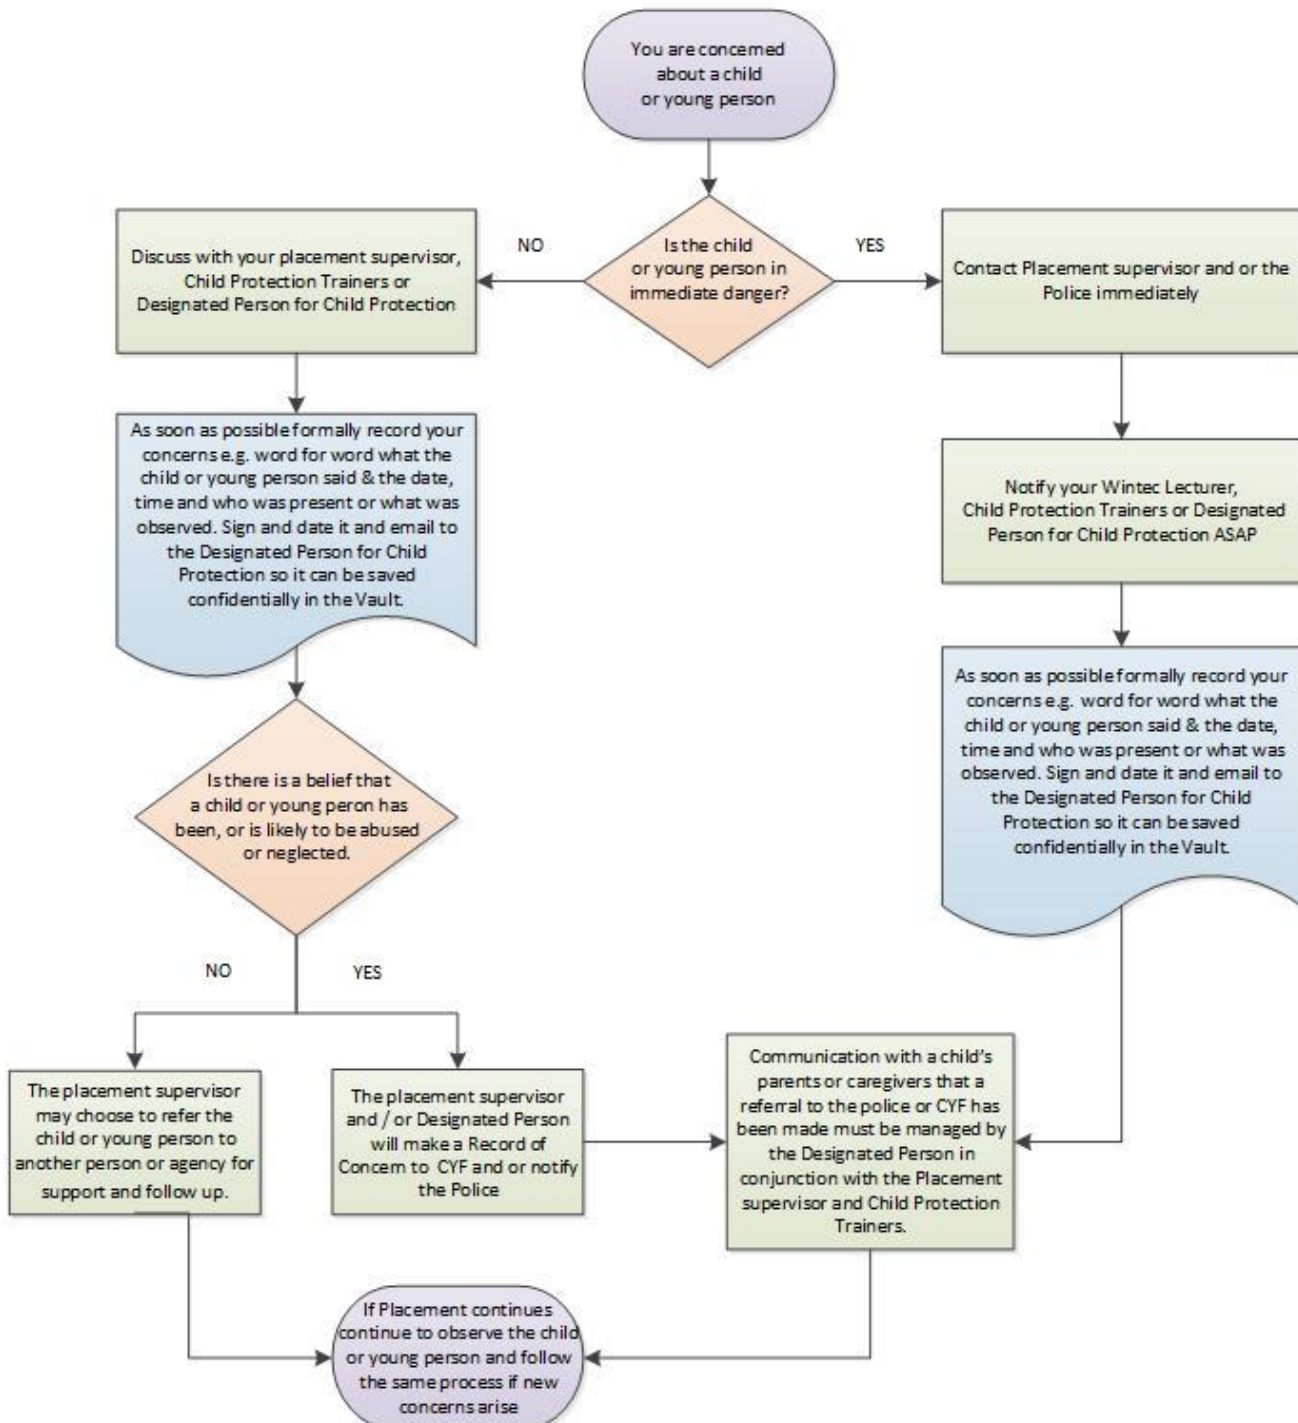 You are concerned
about a child
or young person
NO
Is the child
or young person in
immediate danger?
YES
Discuss with your placement supervisor,
Child Protection Trainers or
Designated Person for Child Protection
Contact Placement supervisor and or the
Police immediately
As soon as possible formally record your
concerns e.g. word for word what the
child or young person said & the date,
time and who was present or what was
observed. Sign and date it and email to
the Designated Person for Child
Protection so it can be saved
confidentially in the Vault.
Notify your Wintec Lecturer,
Child Protection Trainers or Designated
Person for Child Protection ASAP
As soon as possible formally record your
concerns e.g. word for word what the
child or young person said & the date,
time and who was present or what was
observed. Sign and date it and email to
the Designated Person for Child
Protection so it can be saved
confidentially in the Vault.
Is there is a belief that
a child or young peron has
been, or is likely to be abused
or neglected.
NO
YES
The placement supervisor
may choose to refer the
child or young person to
another person or agency for
support and follow up.
The placement supervisor
and / or Designated Person
will make a Record of
Concern to CYF and or notify
the Police
Communication with a child's
parents or caregivers that a
referral to the police or CYF has
been made must be managed by
the Designated Person in
conjunction with the Placement
supervisor and Child Protection
Trainers.
If Placement continues
continue to observe the child
or young person and follow
the same process if new
concerns arise